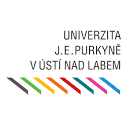 UNIVERZITA
J. E. PURKYNĚ
V ÚSTÍ NAD LABEM